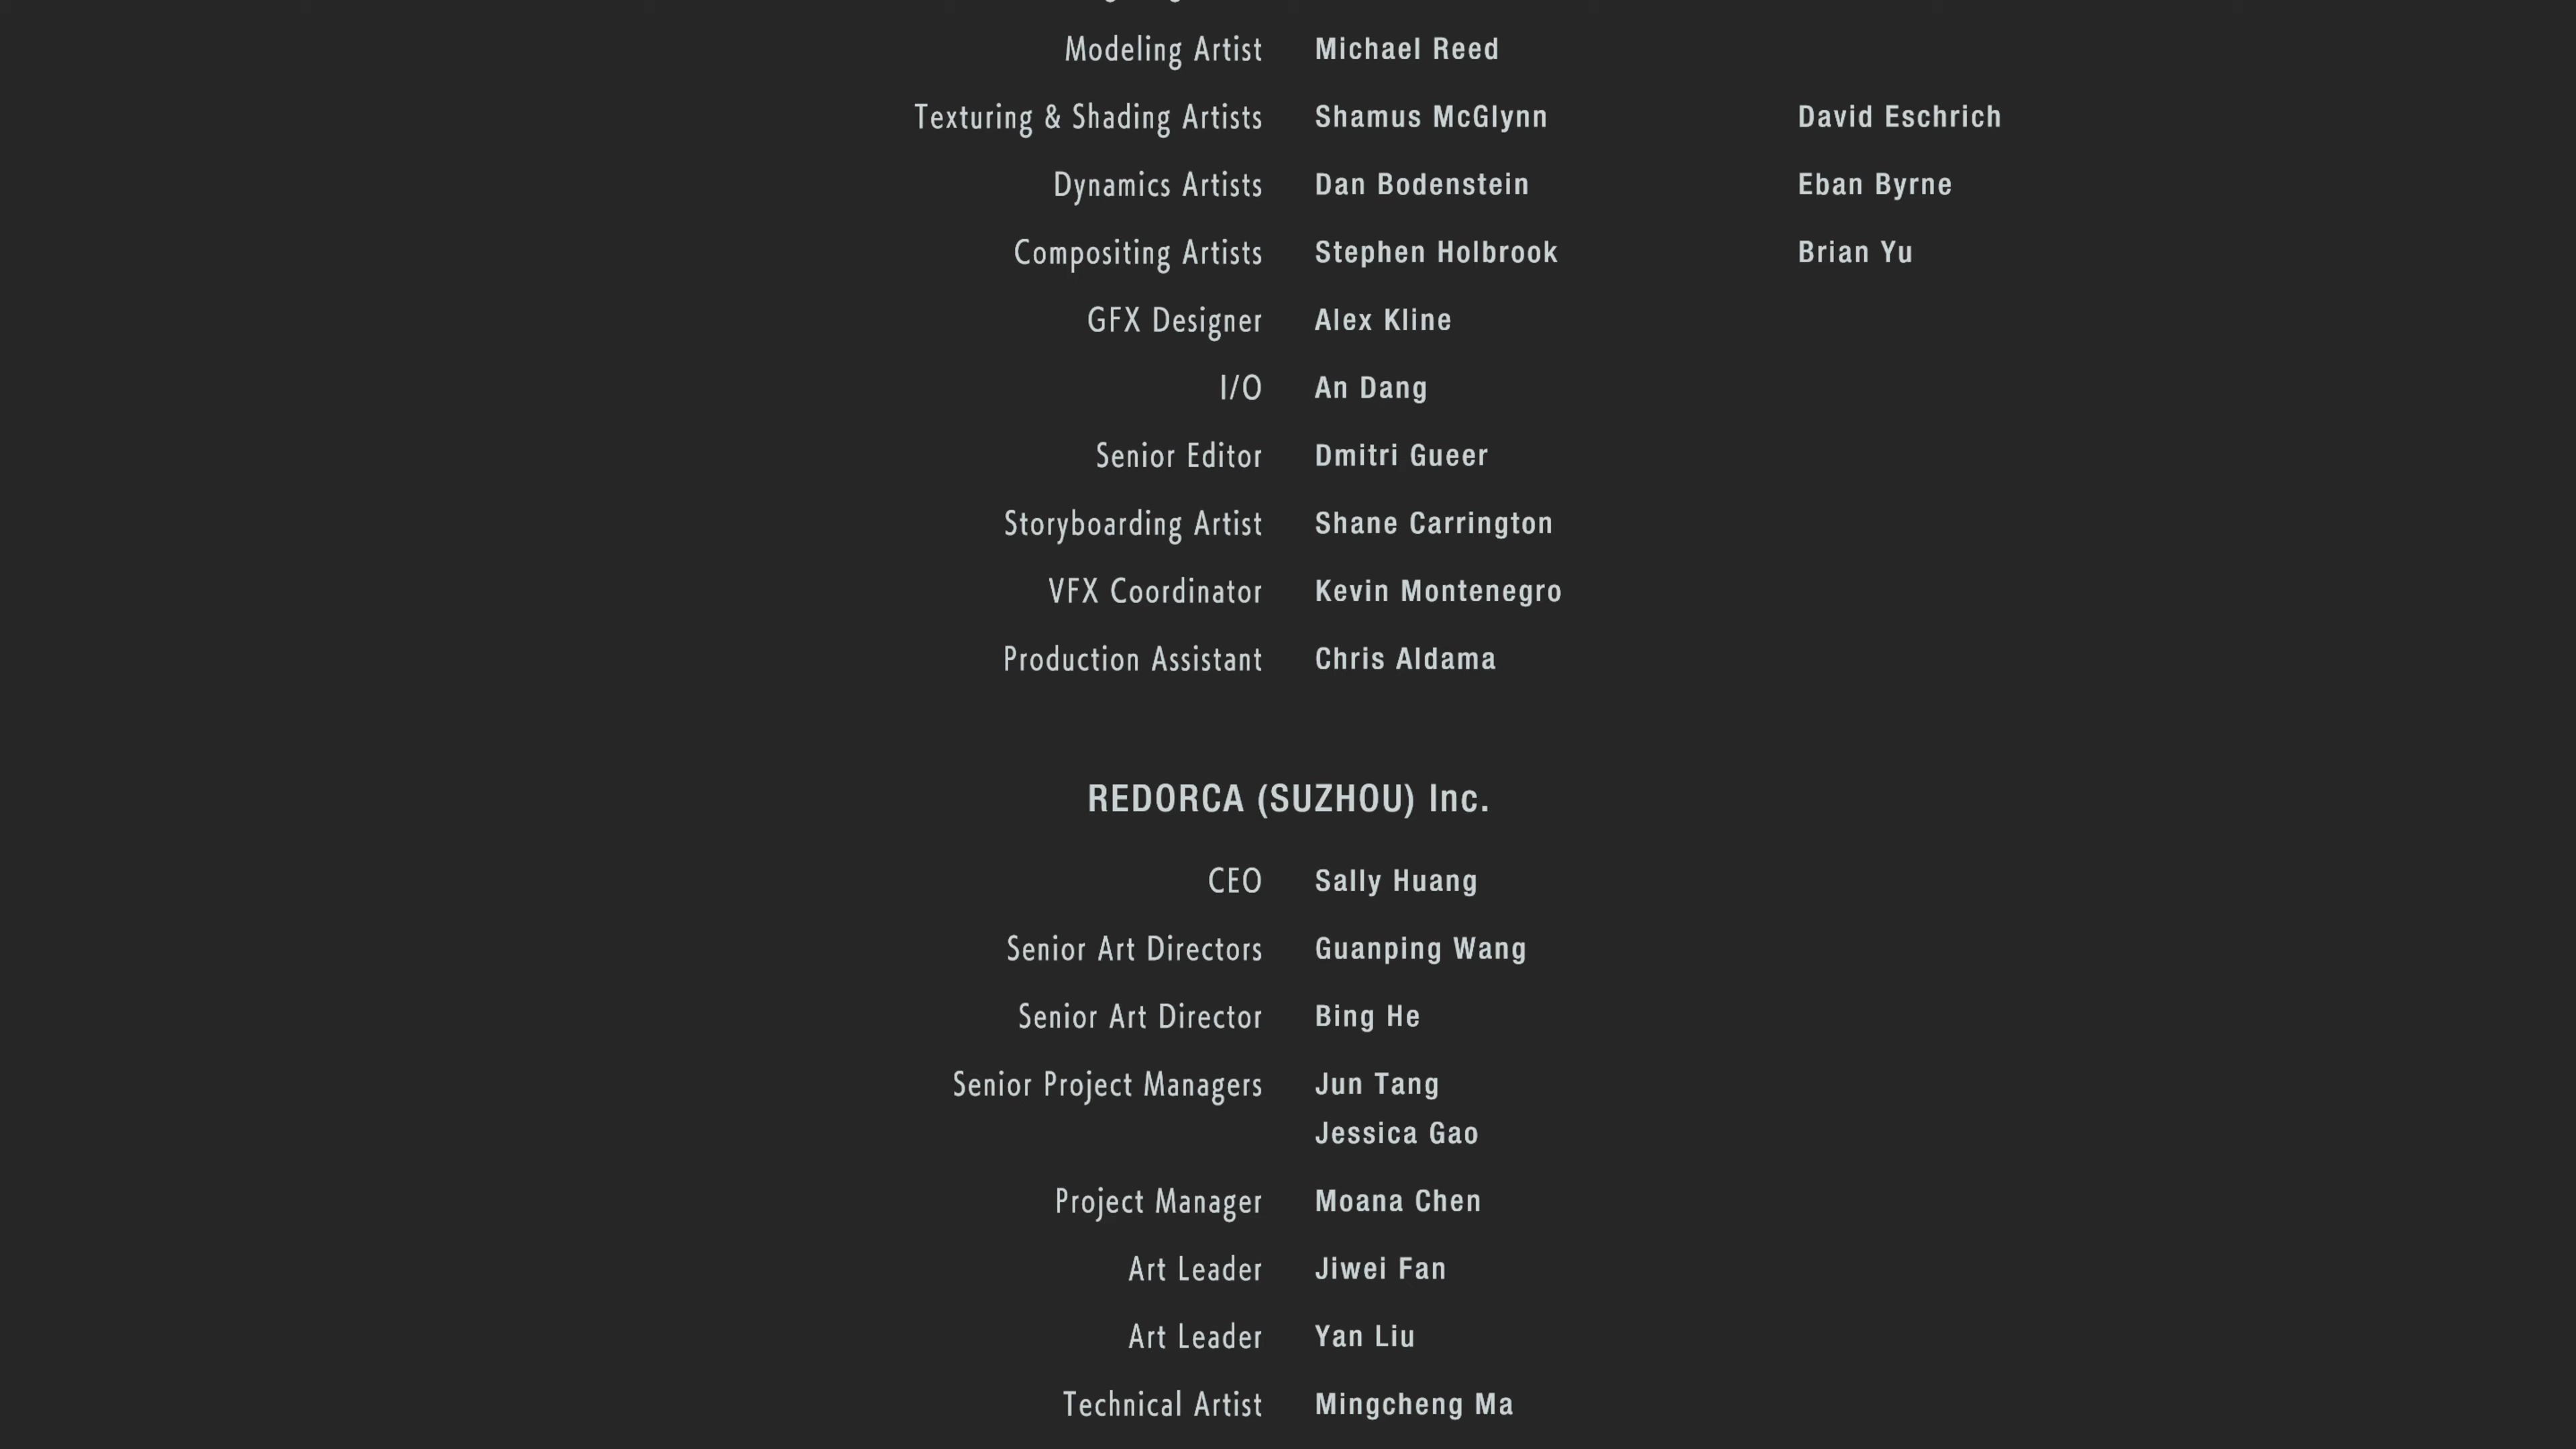 Modeling Artist Michael Reed
Texturing & Shading Artists Shamus McGlynn David Eschrich
Dynamics Artists Dan Bodenstein Eban Byrne
Compositing Artists Stephen Holbrook Brian Yu
GFX Designer Alex Kline
I/O An Dang
Senior Editor Dmitri Gueer
Storyboarding Artist Shane Carrington
VFX Coordinator Kevin Montenegro
Production Assistant Chris Aldama
REDORCA (SUZHOU) Inc.
CEO Sally Huang
Senior Art Directors Guanping Wang
Senior Art Director Bing He
Senior Project Managers Jun Tang
Jessica Gao
Project Manager Moana Chen
Art Leader Jiwei Fan
Art Leader Yan Liu
Technical Artist Mingcheng Ma